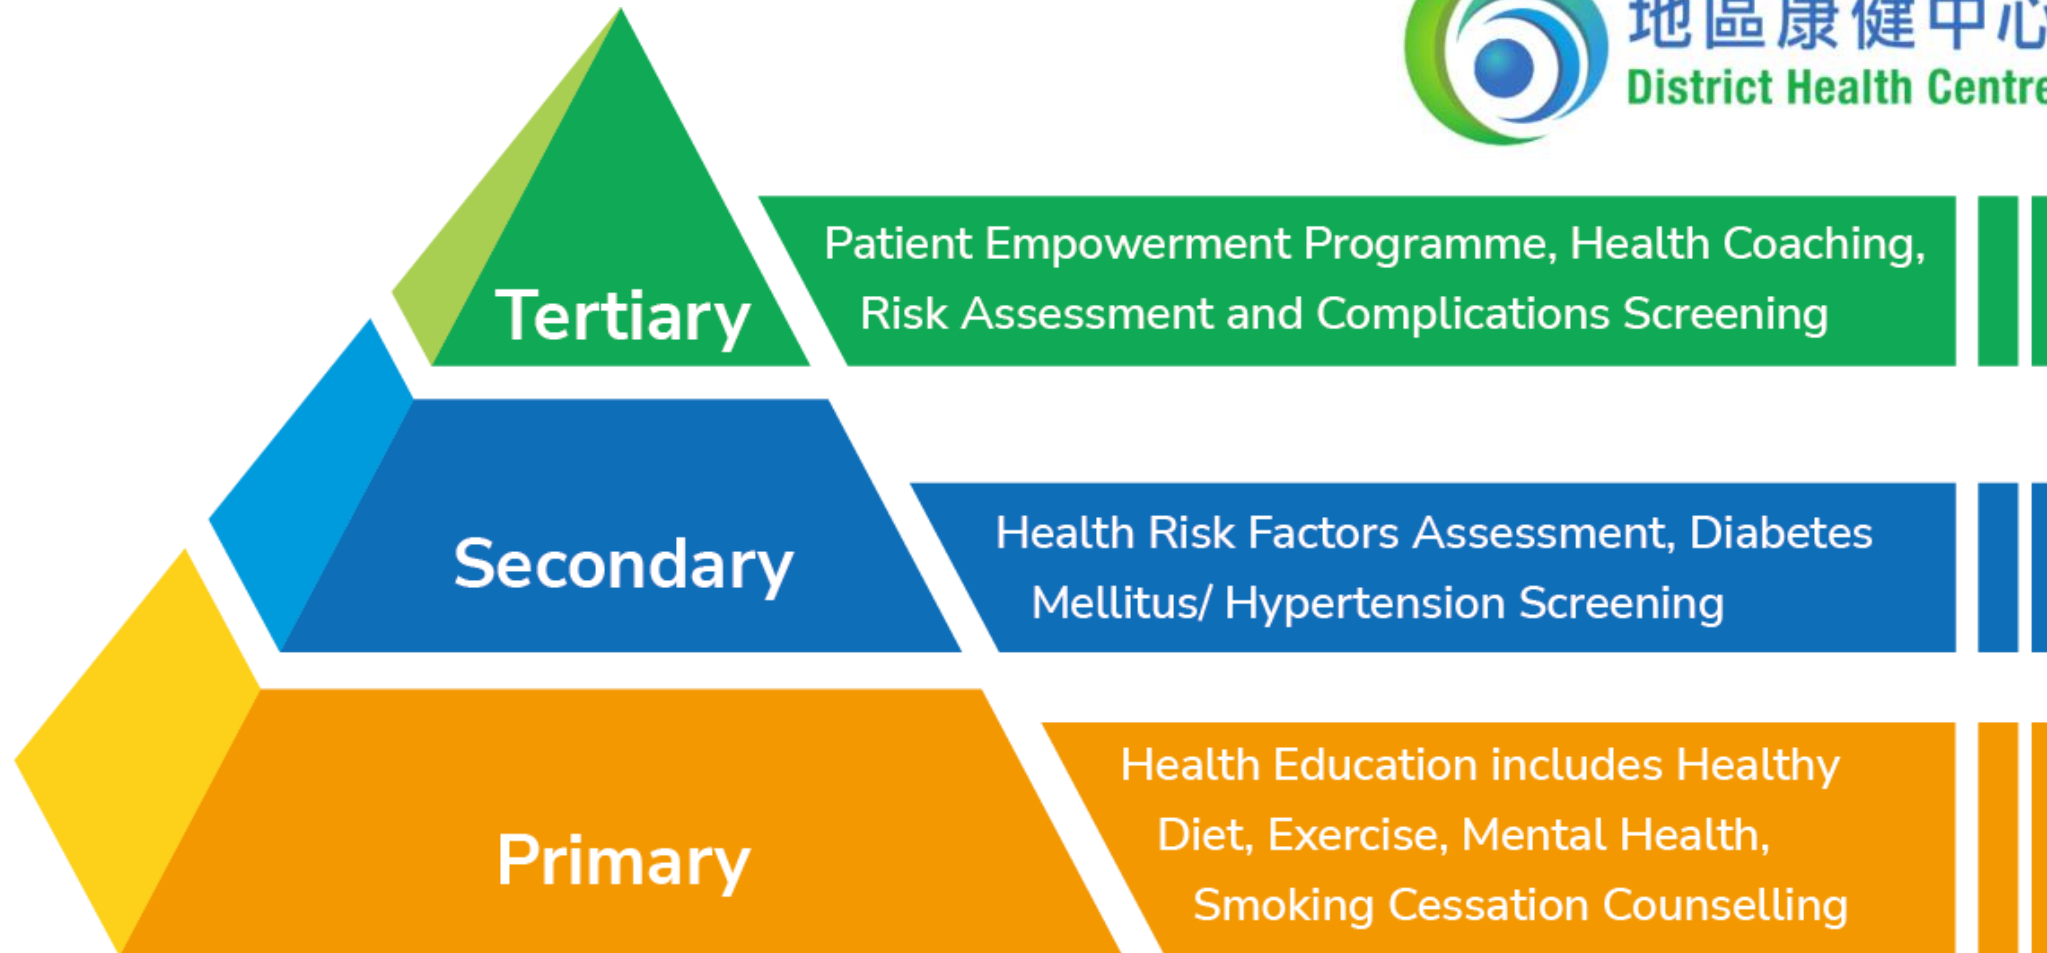 地區康健中心
District Health Centre
Tertiary
Patient Empowerment Programme, Health Coaching,
Risk Assessment and Complications Screening
Secondary
Health Risk Factors Assessment, Diabetes
Mellitus/ Hypertension Screening
Primary
Health Education includes Healthy
Diet, Exercise, Mental Health,
Smoking Cessation Counselling